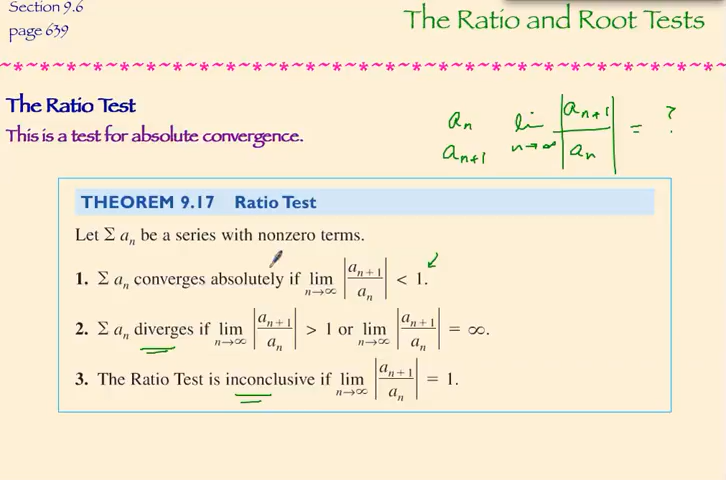 Section 9.6
page 639
The Ratio and Root Tests
The Ratio Test
This is a test for absolute convergence.
aₙ
aₙ₊₁
lim n→∞ |aₙ₊₁ / aₙ| = ?
THEOREM 9.17 Ratio Test
Let Σ aₙ be a series with nonzero terms.
1. Σ aₙ converges absolutely if lim n→∞ |aₙ₊₁ / aₙ| < 1.
2. Σ aₙ diverges if lim n→∞ |aₙ₊₁ / aₙ| > 1 or lim n→∞ |aₙ₊₁ / aₙ| = ∞.
3. The Ratio Test is inconclusive if lim n→∞ |aₙ₊₁ / aₙ| = 1.